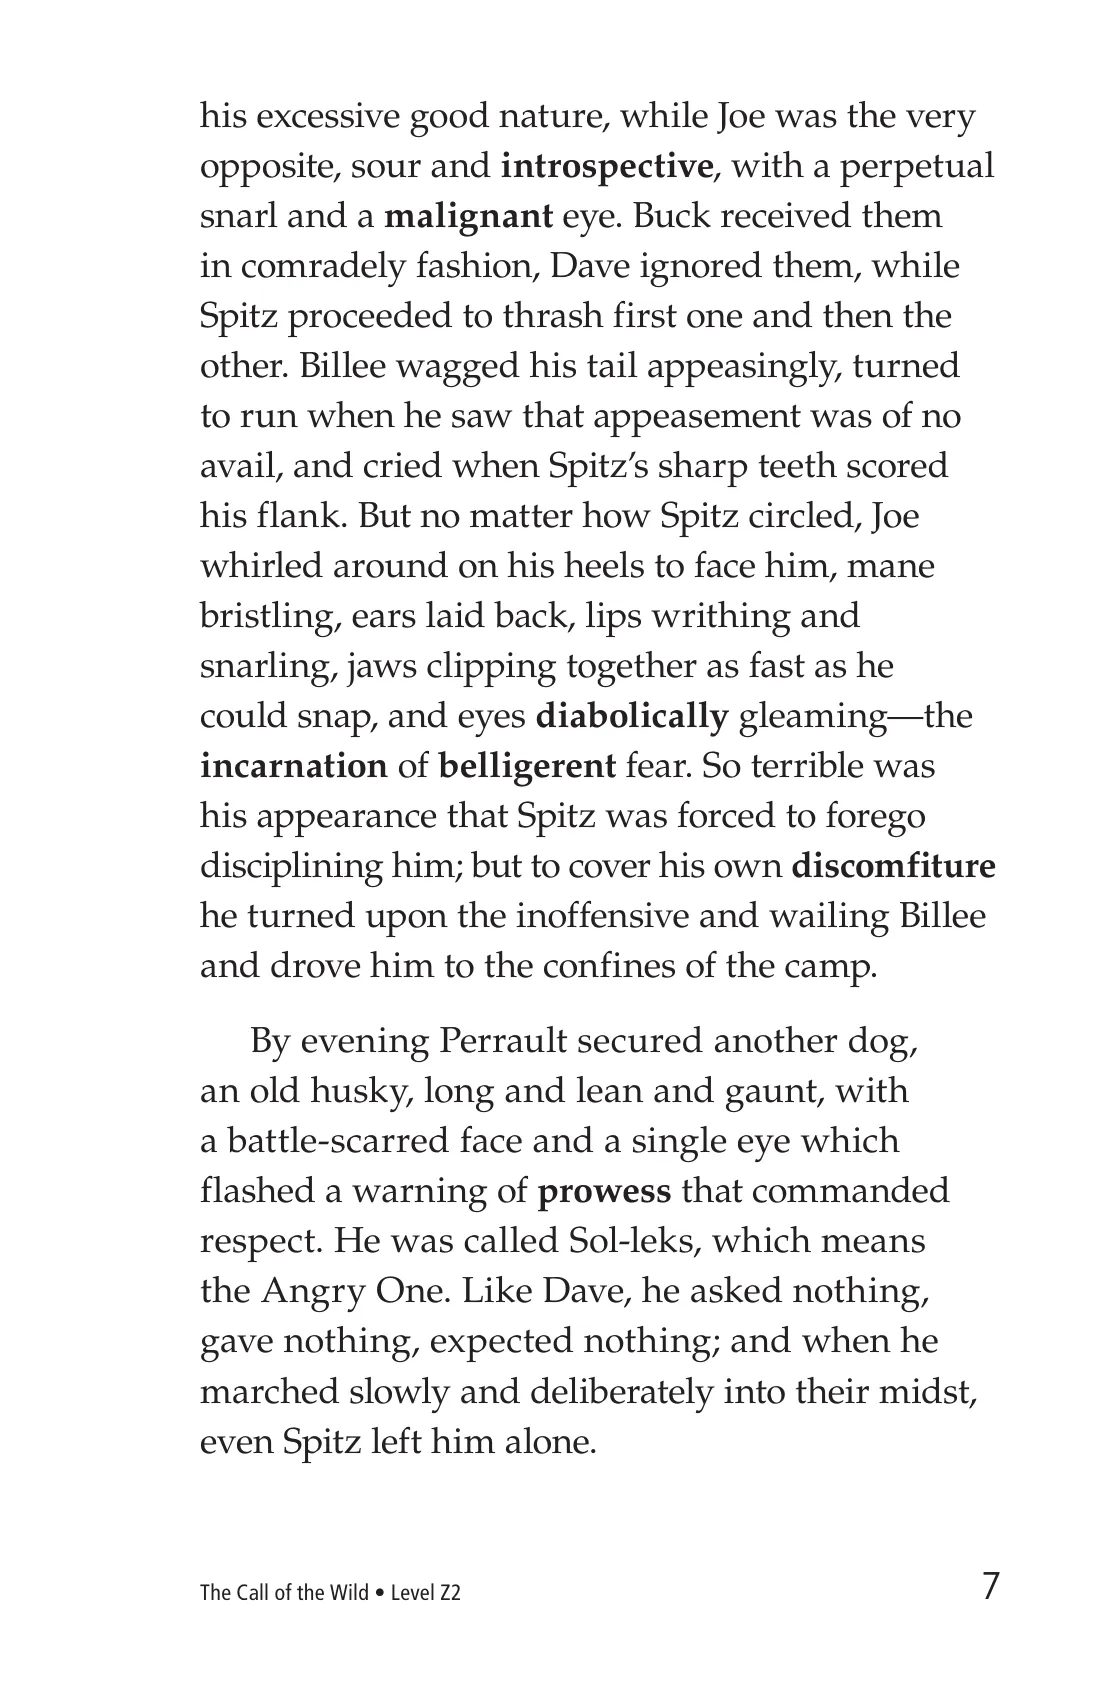 his excessive good nature, while Joe was the very
opposite, sour and introspective, with a perpetual
snarl and a malignant eye. Buck received them
in comradely fashion, Dave ignored them, while
Spitz proceeded to thrash first one and then the
other. Billee wagged his tail appeasingly, turned
to run when he saw that appeasement was of no
avail, and cried when Spitz’s sharp teeth scored
his flank. But no matter how Spitz circled, Joe
whirled around on his heels to face him, mane
bristling, ears laid back, lips writhing and
snarling, jaws clipping together as fast as he
could snap, and eyes diabolically gleaming—the
incarnation of belligerent fear. So terrible was
his appearance that Spitz was forced to forego
disciplining him; but to cover his own discomfiture
he turned upon the inoffensive and wailing Billee
and drove him to the confines of the camp.
By evening Perrault secured another dog,
an old husky, long and lean and gaunt, with
a battle-scarred face and a single eye which
flashed a warning of prowess that commanded
respect. He was called Sol-leks, which means
the Angry One. Like Dave, he asked nothing,
gave nothing, expected nothing; and when he
marched slowly and deliberately into their midst,
even Spitz left him alone.
The Call of the Wild • Level Z2
7